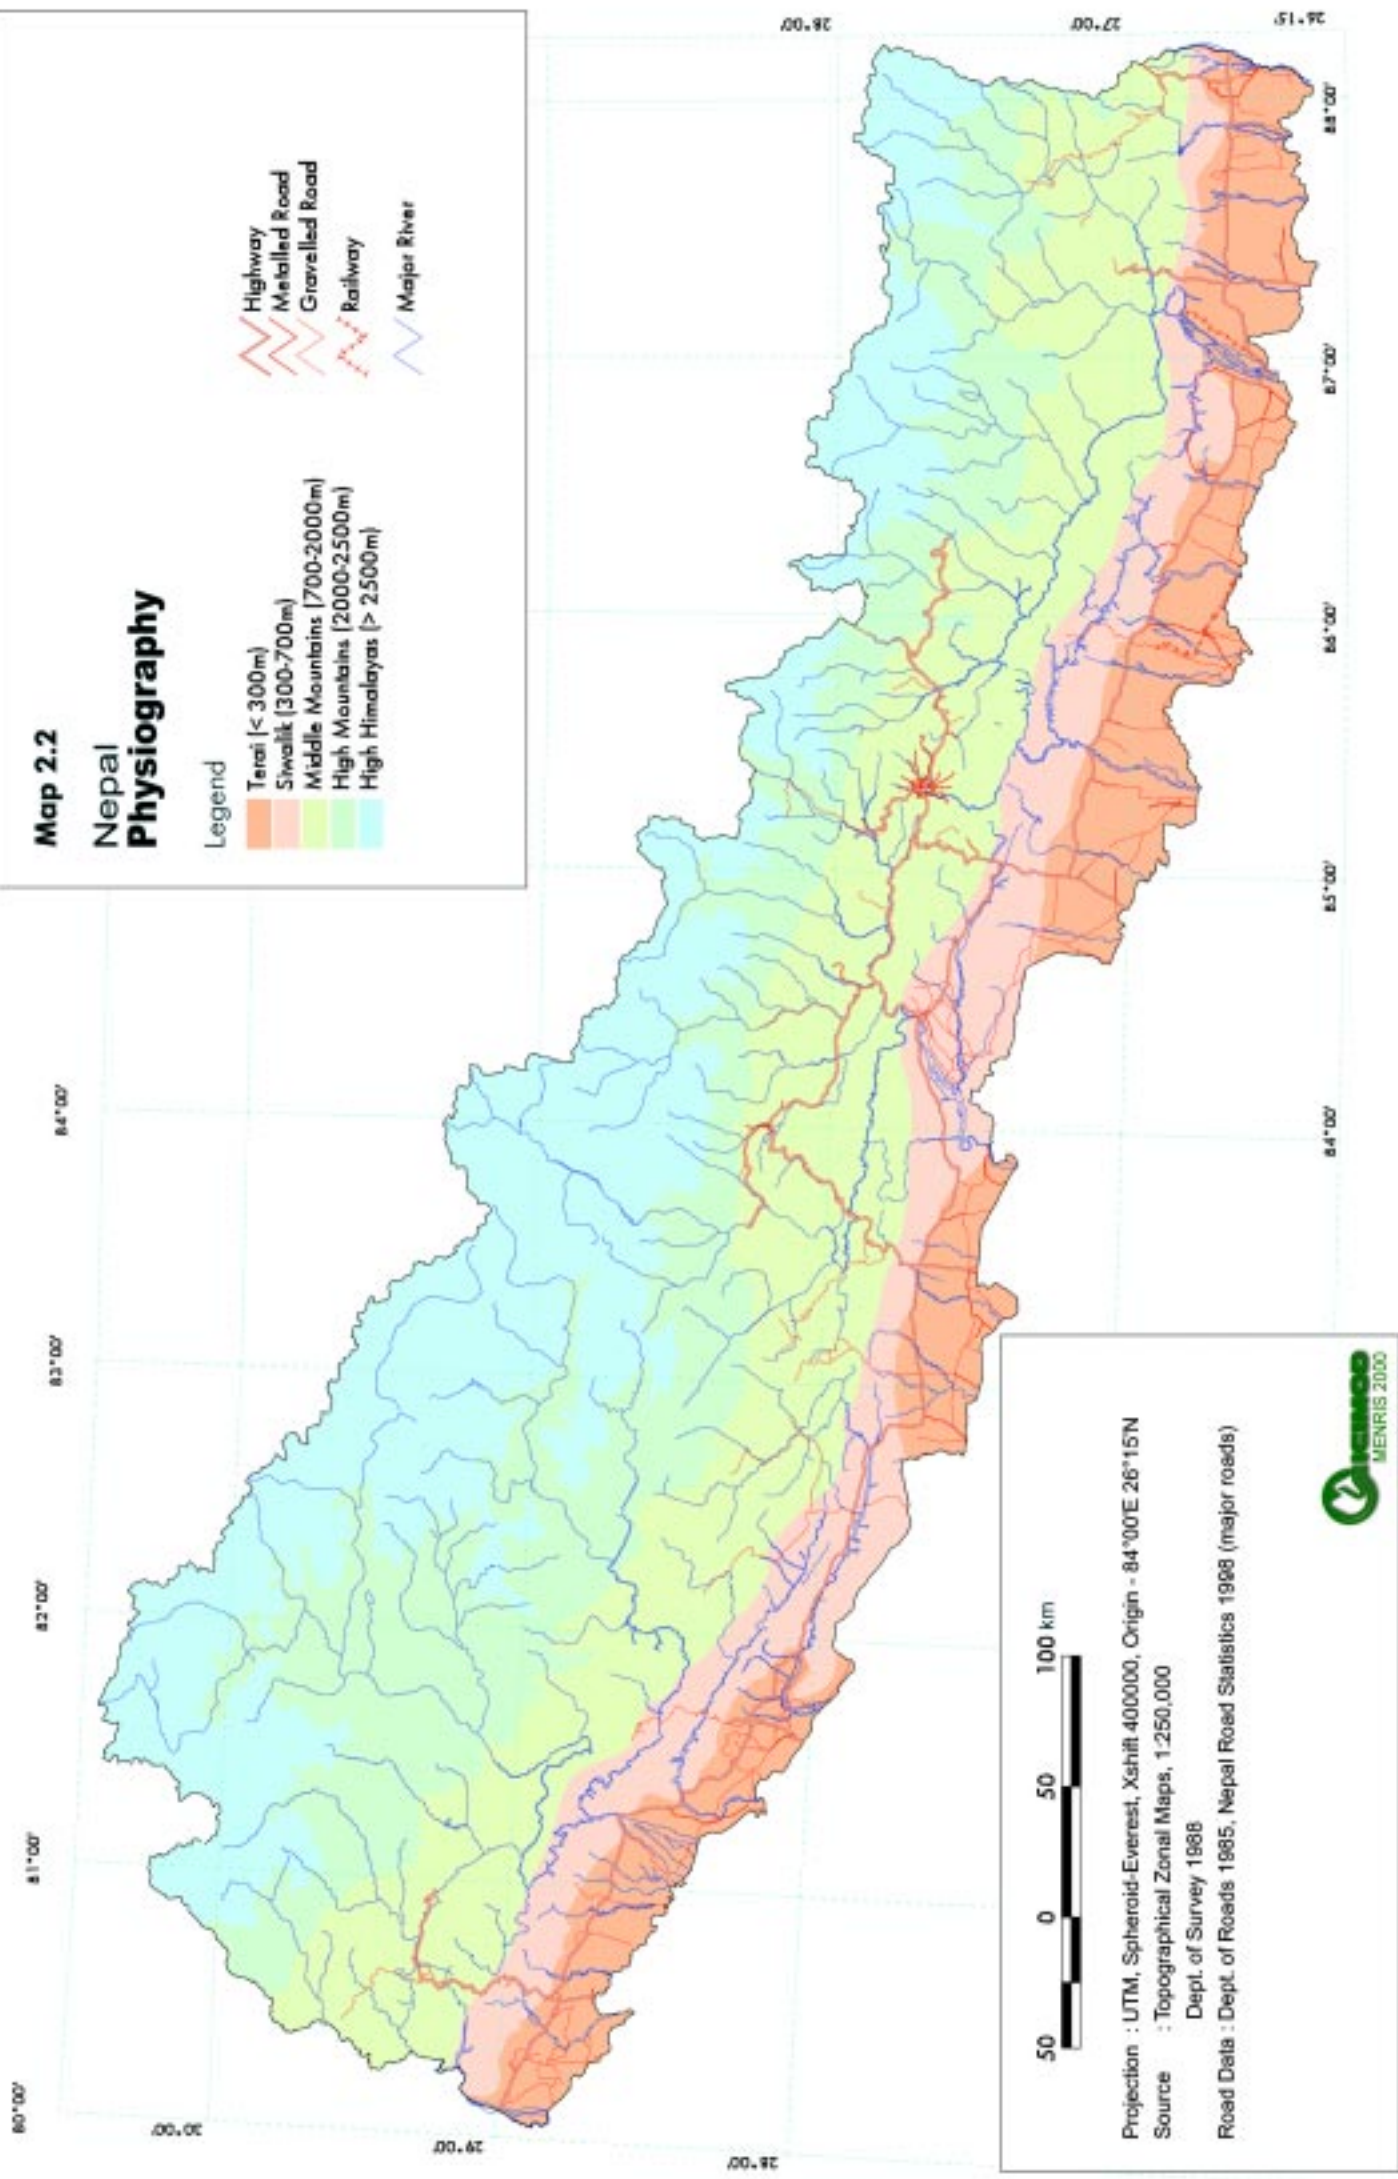 Map 2.2
Nepal
Physiography
Legend
Terai (< 300m)
Siwalik (300-700m)
Middle Mountains (700-2000m)
High Mountains (2000-2500m)
High Himalayas (> 2500m)
Highway
Metalled Road
Gravelled Road
Railway
Major River
80°00'
81°00'
82°00'
83°00'
84°00'
30°00'
29°00'
28°00'
28°00'
27°00'
26°15'
84°00'
85°00'
86°00'
87°00'
88°00'
50 0 50 100 km
Projection : UTM, Spheroid-Everest, Xshift 400000, Origin - 84°00'E 26°15'N
Source : Topographical Zonal Maps, 1:250,000
Dept. of Survey 1988
Road Data : Dept. of Roads 1985, Nepal Road Statistics 1998 (major roads)
ICIMOD
MENRIS 2000